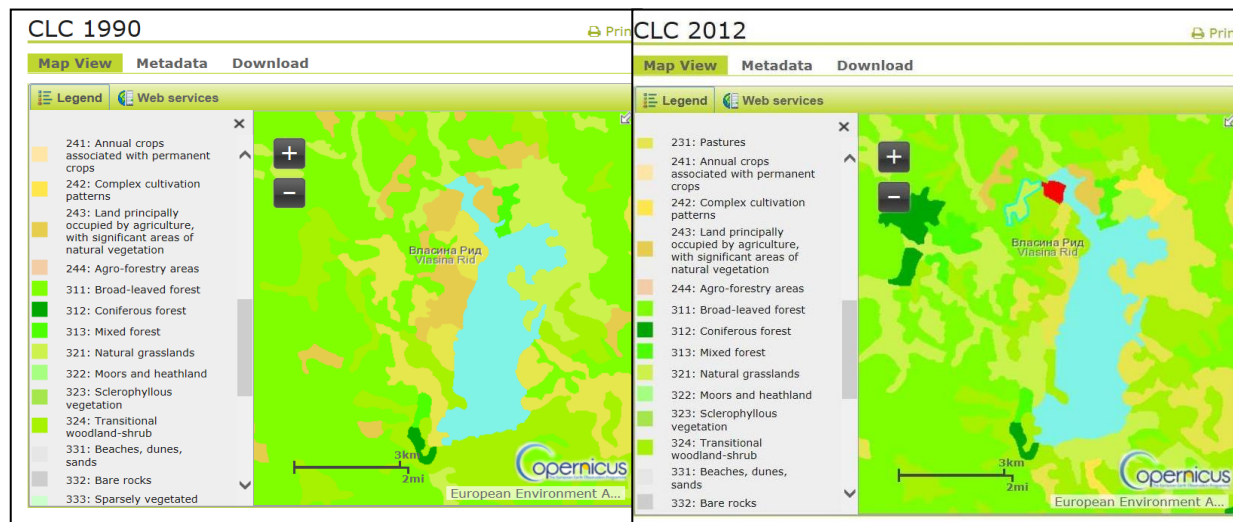 CLC 1990
Prin
Map View Metadata Download
Legend Web services
241: Annual crops
associated with permanent
crops
242: Complex cultivation
patterns
243: Land principally
occupied by agriculture,
with significant areas of
natural vegetation
244: Agro-forestry areas
311: Broad-leaved forest
312: Coniferous forest
313: Mixed forest
321: Natural grasslands
322: Moors and heathland
323: Sclerophyllous
vegetation
324: Transitional
woodland-shrub
331: Beaches, dunes,
sands
332: Bare rocks
333: Sparsely vegetated
Власина Рид
Vlasina Rid
3km
2mi
opernicus
European Environment A...
CLC 2012
Prin
Map View Metadata Download
Legend Web services
231: Pastures
241: Annual crops
associated with permanent
crops
242: Complex cultivation
patterns
243: Land principally
occupied by agriculture,
with significant areas of
natural vegetation
244: Agro-forestry areas
311: Broad-leaved forest
312: Coniferous forest
313: Mixed forest
321: Natural grasslands
322: Moors and heathland
323: Sclerophyllous
vegetation
324: Transitional
woodland-shrub
331: Beaches, dunes,
sands
332: Bare rocks
Власина Рид
Vlasina Rid
3km
2mi
opernicus
European Environment A...